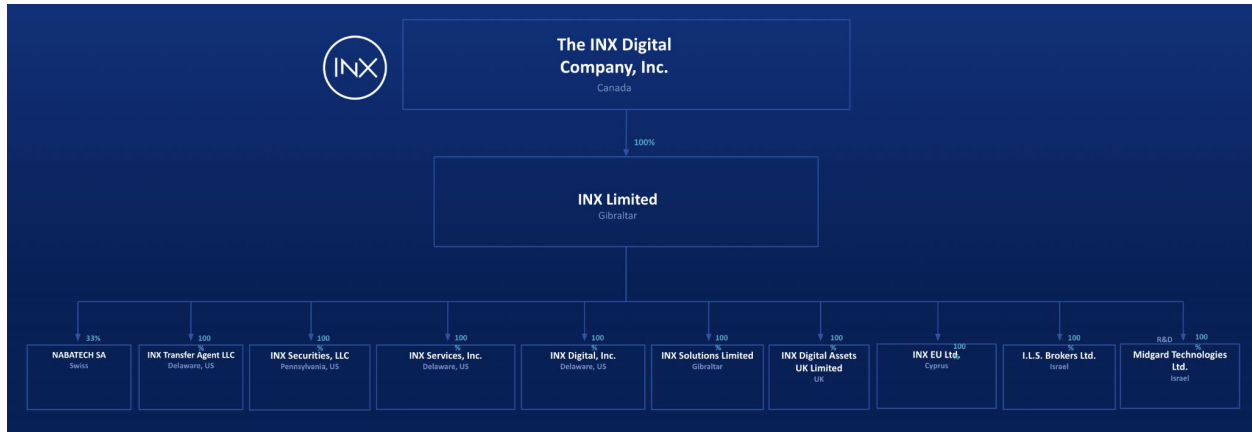 INX
The INX Digital
Company, Inc.
Canada
100%
INX Limited
Gibraltar
33%
NABATECH SA
Swiss
100
%
INX Transfer Agent LLC
Delaware, US
100
%
INX Securities, LLC
Pennsylvania, US
100
%
INX Services, Inc.
Delaware, US
100
%
INX Digital, Inc.
Delaware, US
100
%
INX Solutions Limited
Gibraltar
100
%
INX Digital Assets
UK Limited
UK
100
%
INX EU Ltd.
Cyprus
100
%
I.L.S. Brokers Ltd.
Israel
R&D
100
%
Midgard Technologies
Ltd.
Israel